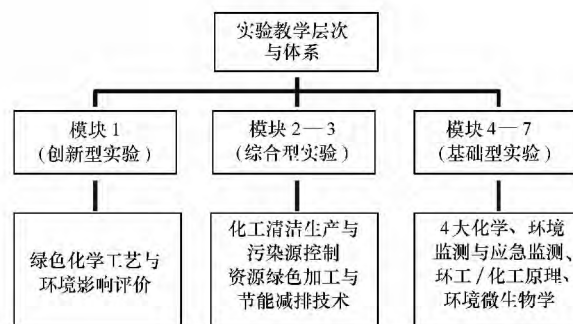 实验教学层次
与体系
模块1
(创新型实验)
模块2—3
(综合型实验)
模块4—7
(基础型实验)
绿色化学工艺与
环境影响评价
化工清洁生产与
污染源控制
资源绿色加工与
节能减排技术
4大化学、环境
监测与应急监测、
环工/化工原理、
环境微生物学